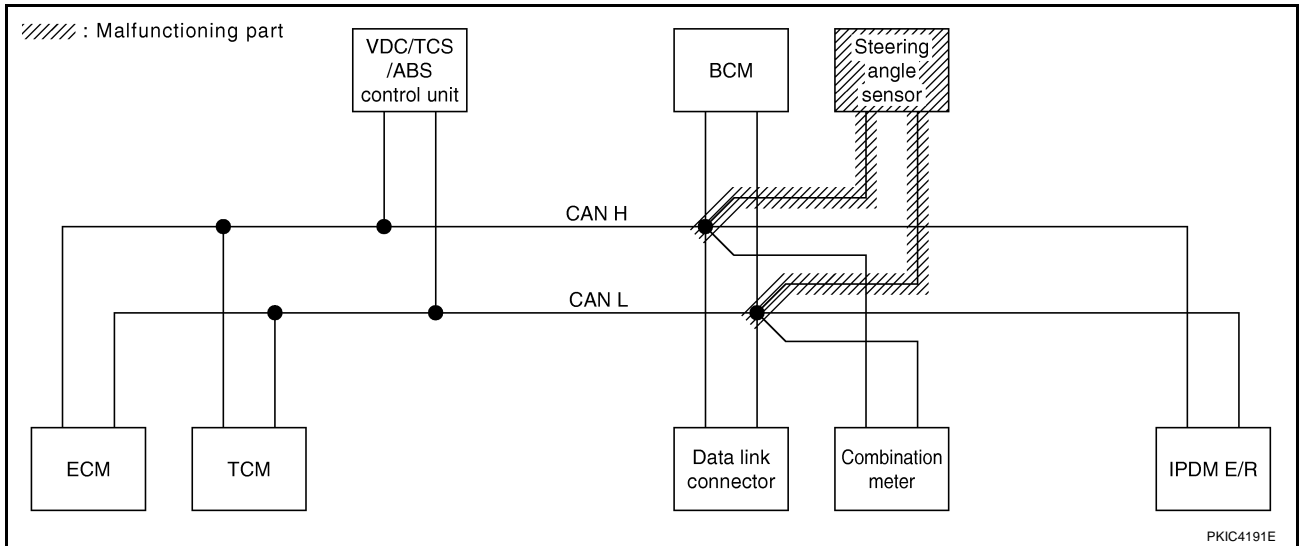 : Malfunctioning part
VDC/TCS
/ABS
control unit
BCM
Steering
angle
sensor
CAN H
CAN L
ECM
TCM
Data link
connector
Combination
meter
IPDM E/R
PKIC4191E